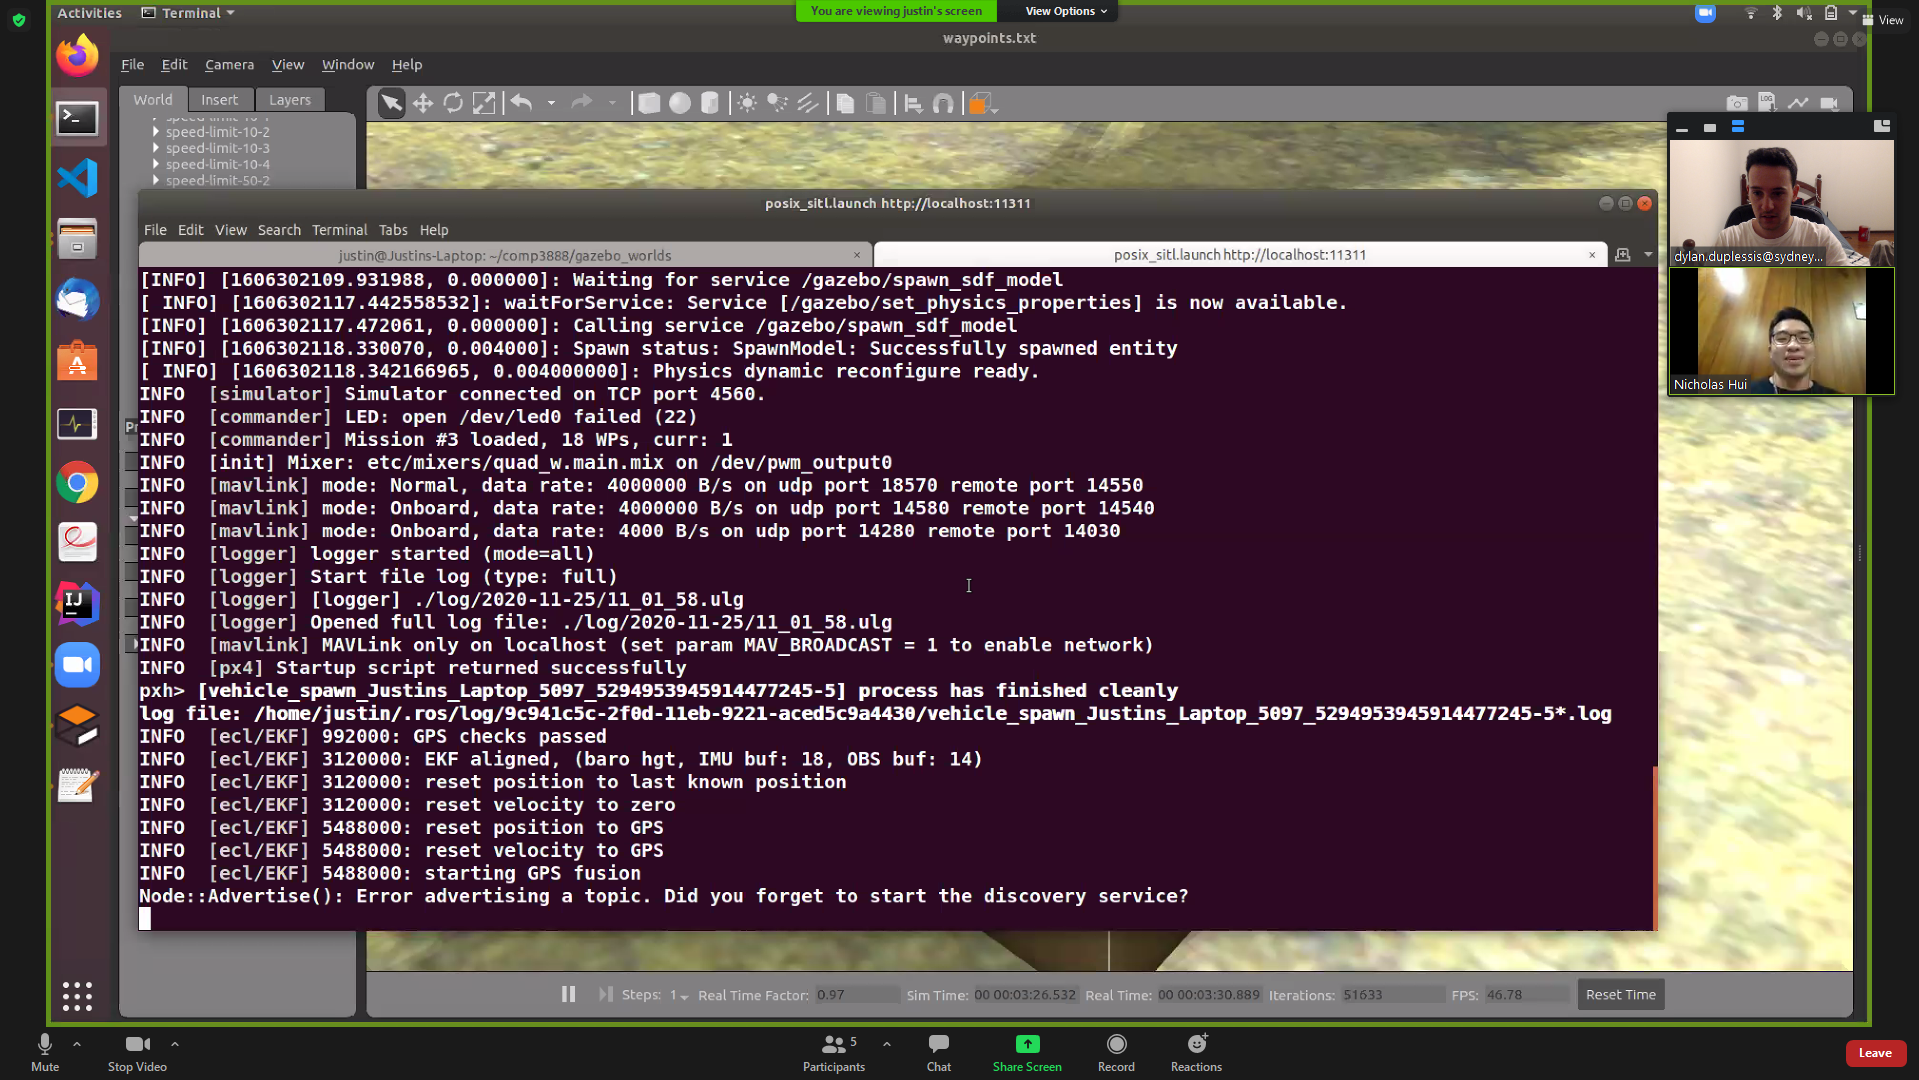 Activities
Terminal
You are viewing justin's screen
View Options
View
waypoints.txt
File Edit Camera View Window Help
World Insert Layers
LOG
speed-limit-10-2
speed-limit-10-3
speed-limit-10-4
speed-limit-50-2
posix_sitl.launch http://localhost:11311
File Edit View Search Terminal Tabs Help
justin@Justins-Laptop: ~/comp3888/gazebo_worlds
posix_sitl.launch http://localhost:11311
[INFO] [1606302109.931988, 0.000000]: Waiting for service /gazebo/spawn_sdf_model
[ INFO] [1606302117.442558532]: waitForService: Service [/gazebo/set_physics_properties] is now available.
[INFO] [1606302117.472061, 0.000000]: Calling service /gazebo/spawn_sdf_model
[INFO] [1606302118.330070, 0.004000]: Spawn status: SpawnModel: Successfully spawned entity
[ INFO] [1606302118.342166965, 0.004000000]: Physics dynamic reconfigure ready.
INFO [simulator] Simulator connected on TCP port 4560.
INFO [commander] LED: open /dev/led0 failed (22)
INFO [commander] Mission #3 loaded, 18 WPs, curr: 1
INFO [init] Mixer: etc/mixers/quad_w.main.mix on /dev/pwm_output0
INFO [mavlink] mode: Normal, data rate: 4000000 B/s on udp port 18570 remote port 14550
INFO [mavlink] mode: Onboard, data rate: 4000000 B/s on udp port 14580 remote port 14540
INFO [mavlink] mode: Onboard, data rate: 4000 B/s on udp port 14280 remote port 14030
INFO [logger] logger started (mode=all)
INFO [logger] Start file log (type: full)
INFO [logger] [logger] ./log/2020-11-25/11_01_58.ulg
INFO [logger] Opened full log file: ./log/2020-11-25/11_01_58.ulg
INFO [mavlink] MAVLink only on localhost (set param MAV_BROADCAST = 1 to enable network)
INFO [px4] Startup script returned successfully
pxh> [vehicle_spawn_Justins_Laptop_5097_5294953945914477245-5] process has finished cleanly
log file: /home/justin/.ros/log/9c941c5c-2f0d-11eb-9221-aced5c9a4430/vehicle_spawn_Justins_Laptop_5097_5294953945914477245-5*.log
INFO [ecl/EKF] 992000: GPS checks passed
INFO [ecl/EKF] 3120000: EKF aligned, (baro hgt, IMU buf: 18, OBS buf: 14)
INFO [ecl/EKF] 3120000: reset position to last known position
INFO [ecl/EKF] 3120000: reset velocity to zero
INFO [ecl/EKF] 5488000: reset position to GPS
INFO [ecl/EKF] 5488000: reset velocity to GPS
INFO [ecl/EKF] 5488000: starting GPS fusion
Node::Advertise(): Error advertising a topic. Did you forget to start the discovery service?
dylan.duplessis@sydney...
Nicholas Hui
Steps: 1 Real Time Factor: 0.97 Sim Time: 00 00:03:26.532 Real Time: 00 00:03:30.889 Iterations: 51633 FPS: 46.78 Reset Time
Mute
Stop Video
Participants 5
Chat
Share Screen
Record
Reactions
Leave